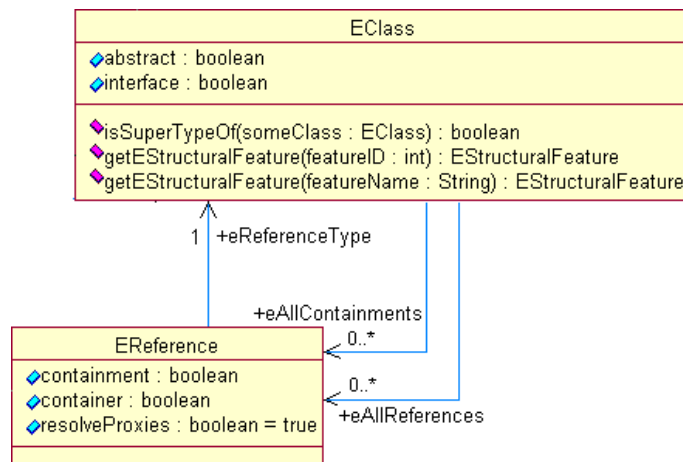 EClass
abstract : boolean
interface : boolean
isSuperTypeOf(someClass : EClass) : boolean
getEStructuralFeature(featureID : int) : EStructuralFeature
getEStructuralFeature(featureName : String) : EStructuralFeature
1 +eReferenceType
+eAllContainments
0..*
EReference
containment : boolean
container : boolean
resolveProxies : boolean = true
0..*
+eAllReferences